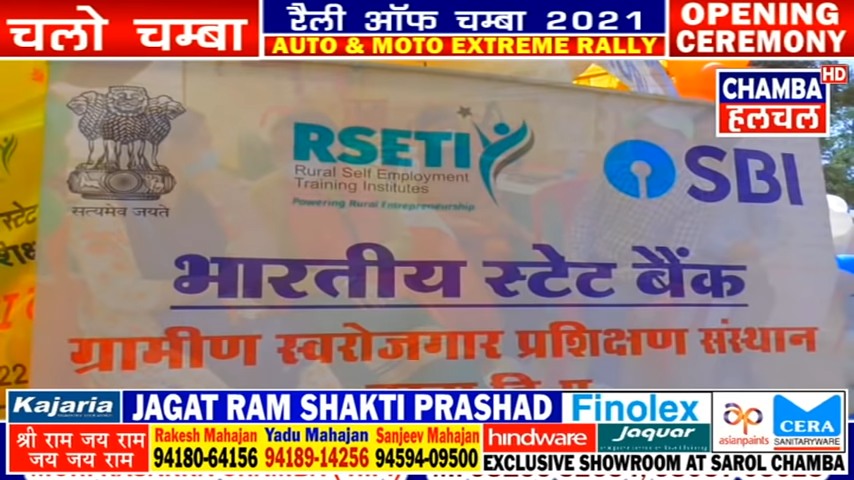 चलो चम्बा
रैली ऑफ चम्बा 2021
AUTO & MOTO EXTREME RALLY
OPENING
CEREMONY
CHAMBA HD
हलचल
सत्यमेव जयते
RSETI
Rural Self Employment
Training Institutes
Powering Rural Entrepreneurship
SBI
भारतीय स्टेट बैंक
ग्रामीण स्वरोजगार प्रशिक्षण संस्थान
स्टेट
22
Kajaria
JAGAT RAM SHAKTI PRASHAD
Finolex
श्री राम जय राम
जय जय राम
Rakesh Mahajan
94180-64156
Yadu Mahajan
94189-14256
Sanjeev Mahajan
94594-09500
hindware
Jaquar
asianpaints
CERA
SANITARYWARE
EXCLUSIVE SHOWROOM AT SAROL CHAMBA